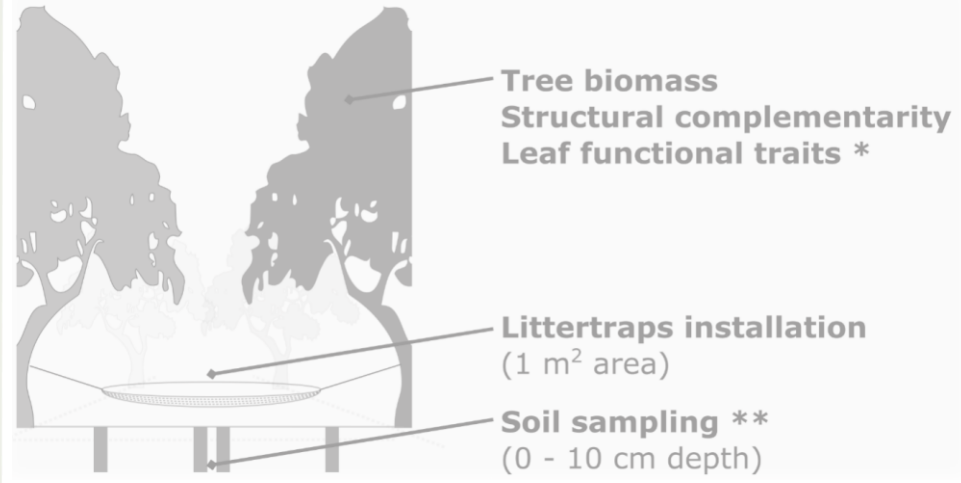 Tree biomass
Structural complementarity
Leaf functional traits *
Littertraps installation
(1 m² area)
Soil sampling **
(0 - 10 cm depth)